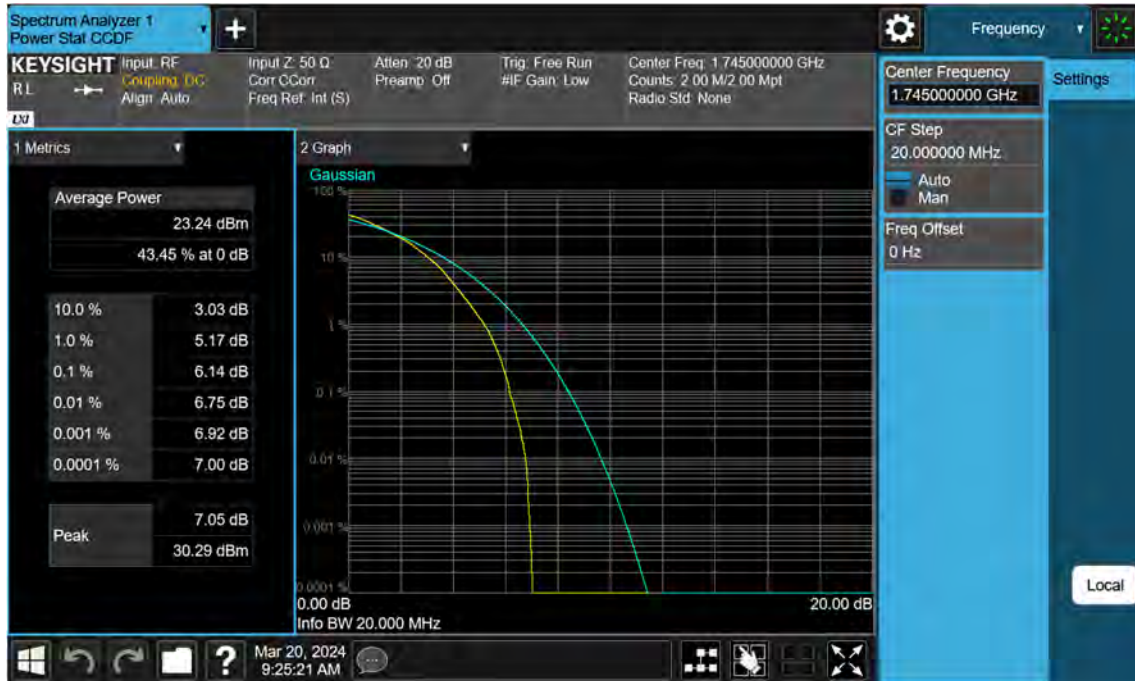 Spectrum Analyzer 1
Power Stat CCDF
+
Frequency
KEYSIGHT
RL
LXI
Input: RF
Coupling: DC
Align: Auto
Input Z: 50 Ω
Corr CCorr
Freq Ref: Int (S)
Atten: 20 dB
Preamp: Off
Trig: Free Run
#IF Gain: Low
Center Freq: 1.745000000 GHz
Counts: 2.00 M/2.00 Mpt
Radio Std: None
Center Frequency
1.745000000 GHz
Settings
CF Step
20.000000 MHz
Auto
Man
Freq Offset
0 Hz
1 Metrics
Average Power
23.24 dBm
43.45 % at 0 dB
10.0 % 3.03 dB
1.0 % 5.17 dB
0.1 % 6.14 dB
0.01 % 6.75 dB
0.001 % 6.92 dB
0.0001 % 7.00 dB
Peak
7.05 dB
30.29 dBm
2 Graph
Gaussian
100 %
10 %
1 %
0.1 %
0.01 %
0.001 %
0.0001 %
0.00 dB 20.00 dB
Info BW 20.000 MHz
Local
?
Mar 20, 2024
9:25:21 AM